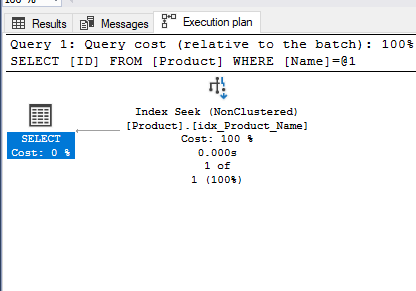 Results Messages Execution plan
Query 1: Query cost (relative to the batch): 100%
SELECT [ID] FROM [Product] WHERE [Name]=@1
Index Seek (NonClustered)
[Product].[idx_Product_Name]
Cost: 100 %
0.000s
1 of
1 (100%)
SELECT
Cost: 0 %